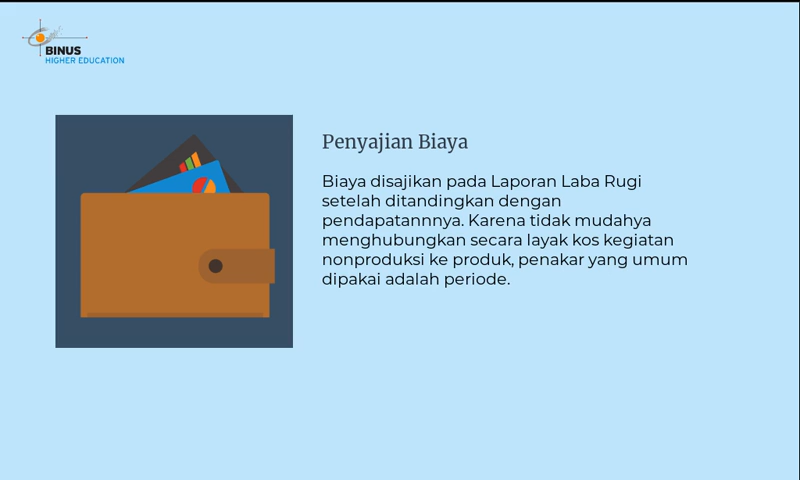 BINUS
HIGHER EDUCATION
Penyajian Biaya
Biaya disajikan pada Laporan Laba Rugi
setelah ditandingkan dengan
pendapatannnya. Karena tidak mudahya
menghubungkan secara layak kos kegiatan
nonproduksi ke produk, penakar yang umum
dipakai adalah periode.